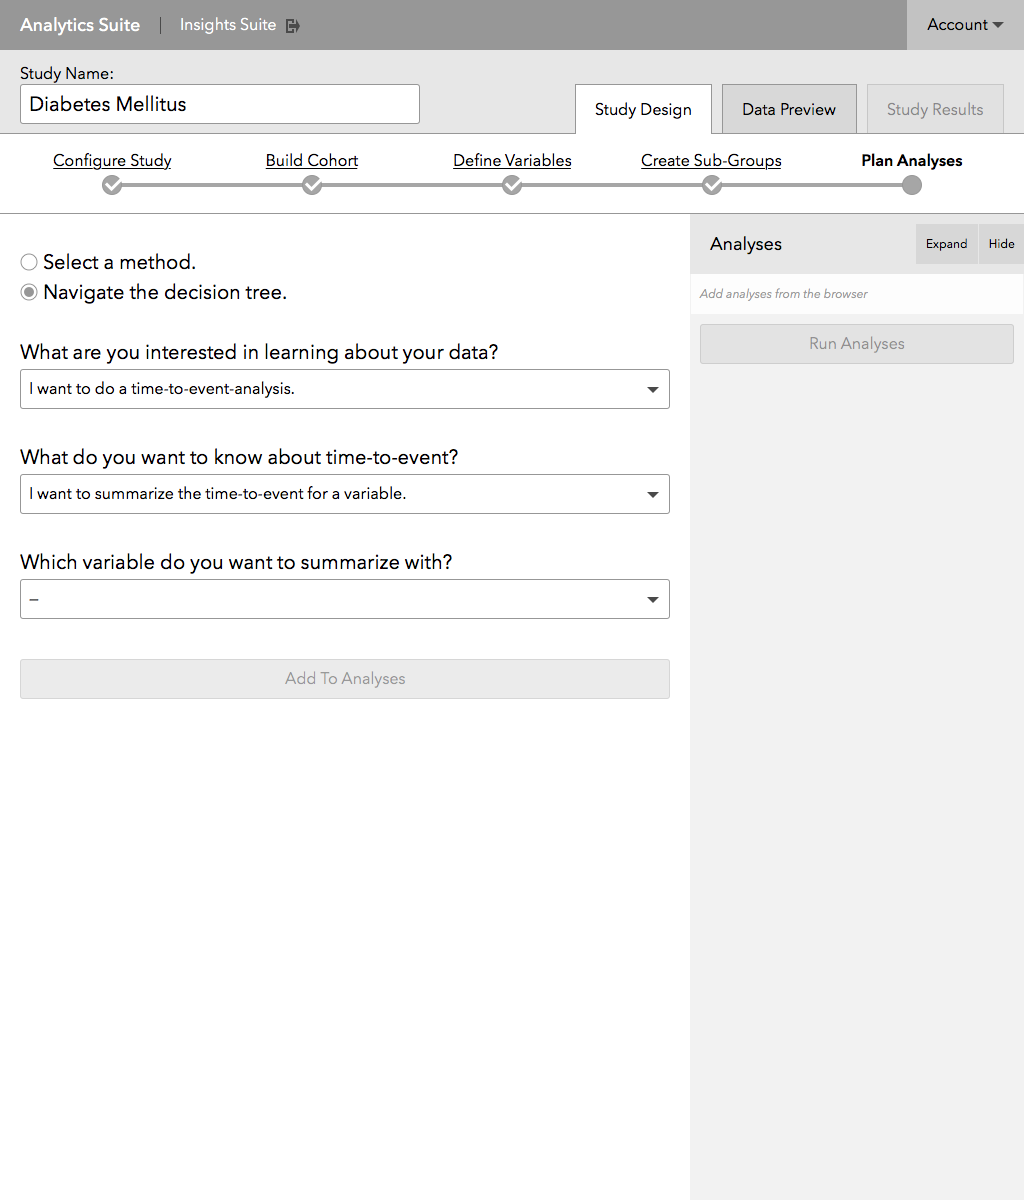 Analytics Suite | Insights Suite Account
Study Name:
Diabetes Mellitus
Study Design Data Preview Study Results
Configure Study Build Cohort Define Variables Create Sub-Groups Plan Analyses
Analyses Expand Hide
Select a method.
Navigate the decision tree.
Add analyses from the browser
Run Analyses
What are you interested in learning about your data?
I want to do a time-to-event-analysis.
What do you want to know about time-to-event?
I want to summarize the time-to-event for a variable.
Which variable do you want to summarize with?
–
Add To Analyses